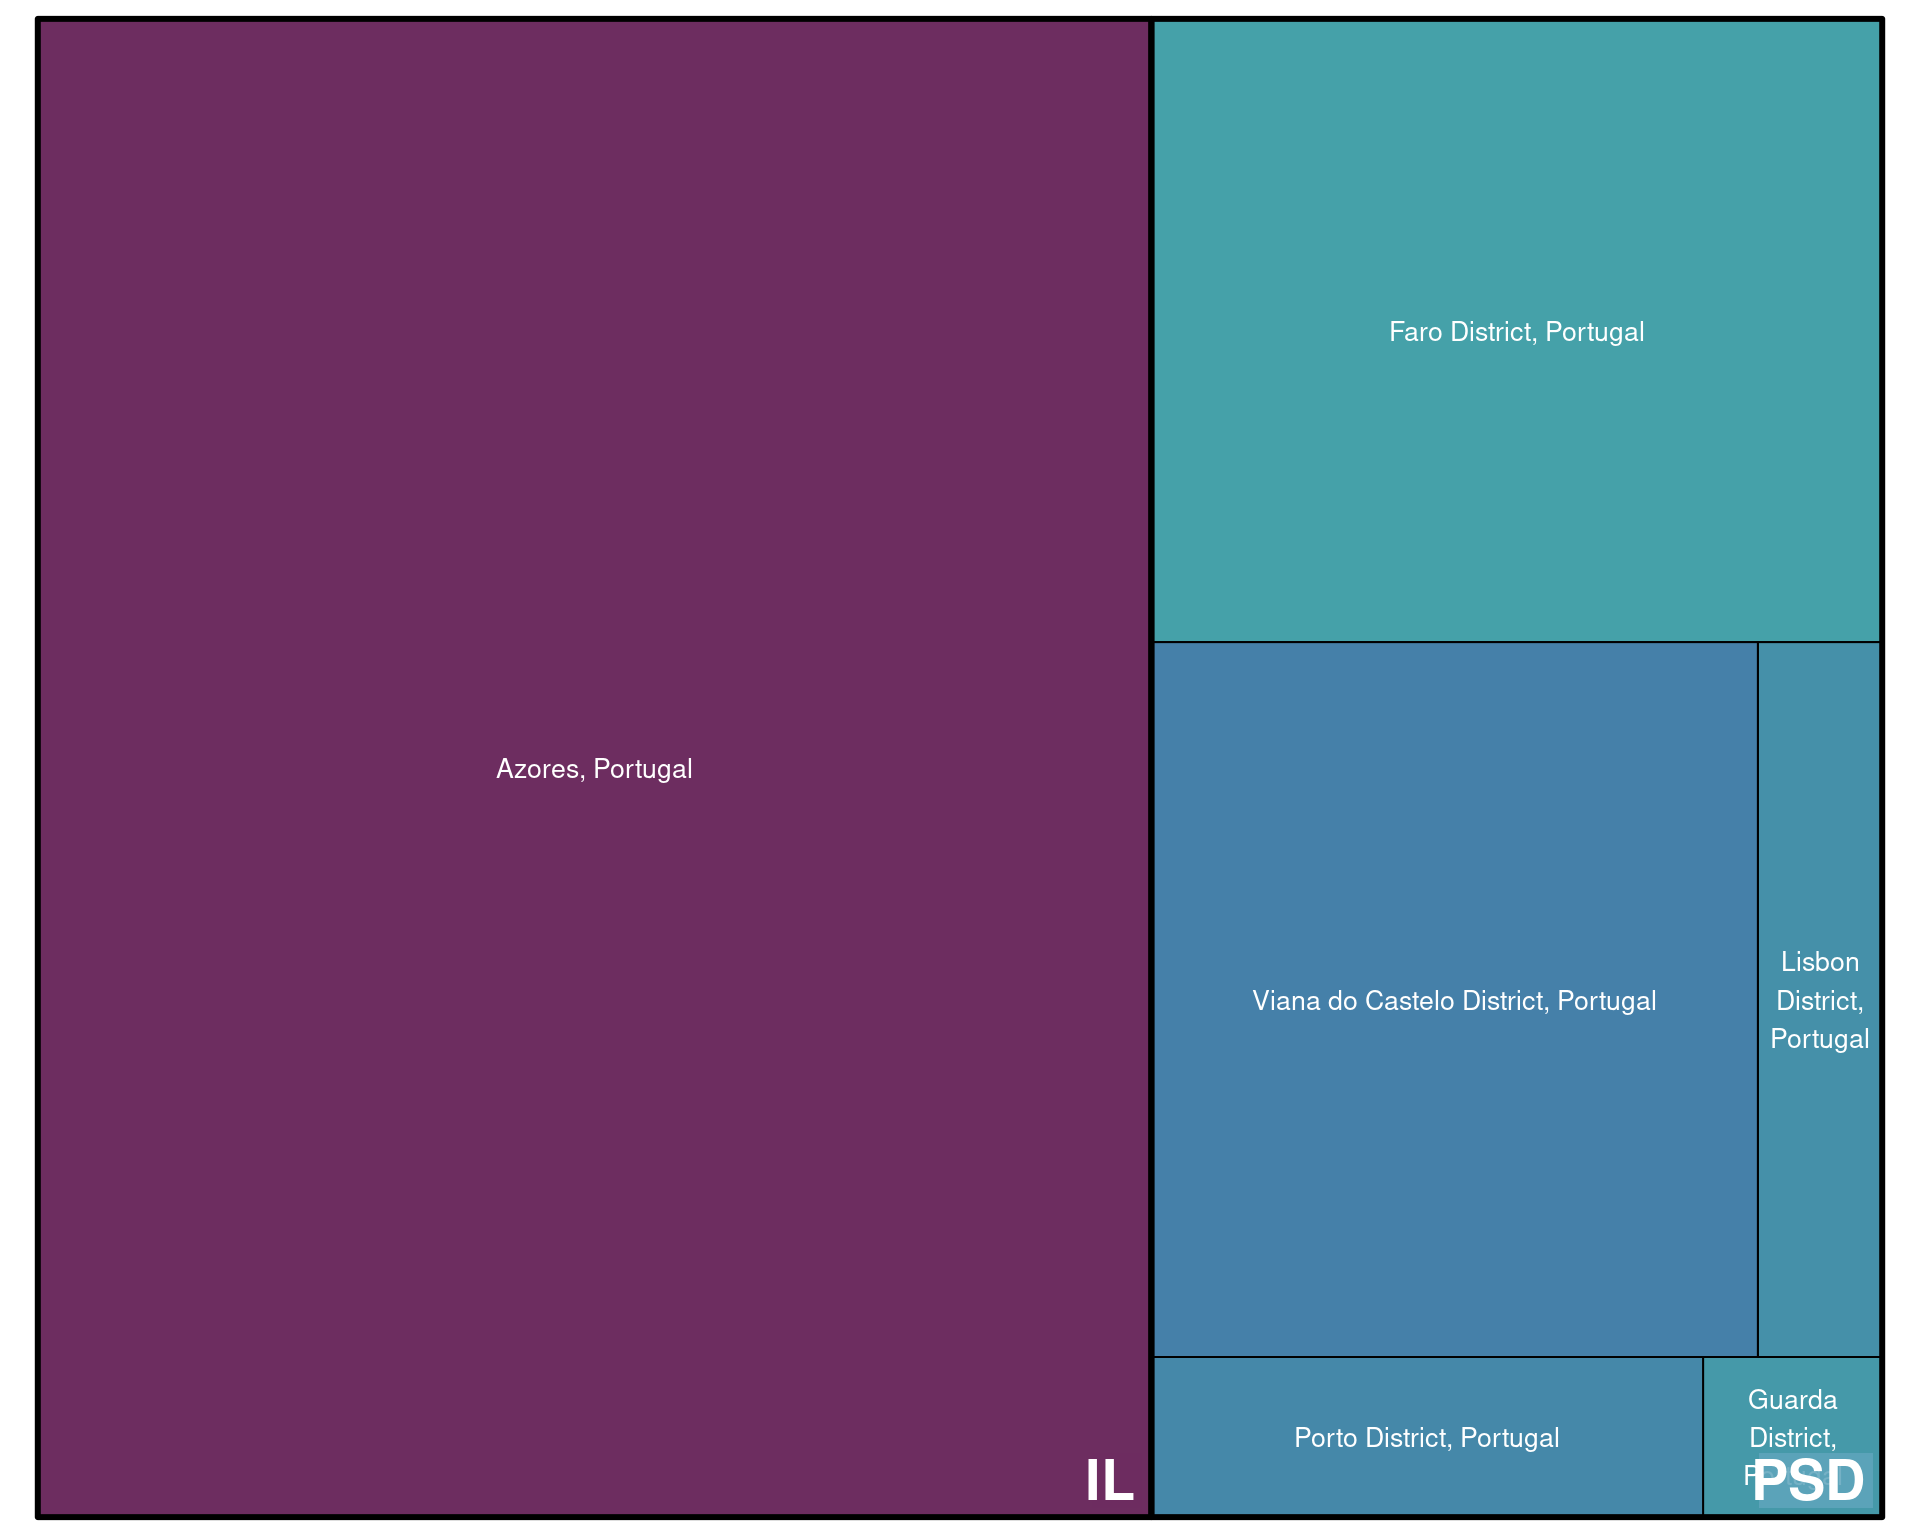 Faro District, Portugal
Azores, Portugal
Lisbon
District,
Portugal
Viana do Castelo District, Portugal
Guarda
District,
Porto District, Portugal
IL
PSD